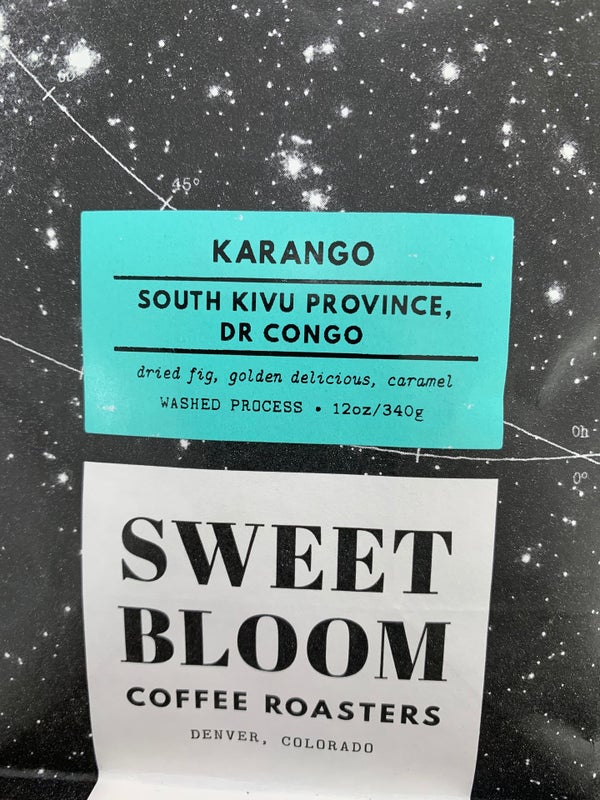 45°
KARANGO
SOUTH KIVU PROVINCE,
DR CONGO
dried fig, golden delicious, caramel
WASHED PROCESS • 12oz/340g
0h
0°
SWEET
BLOOM
COFFEE ROASTERS
DENVER, COLORADO